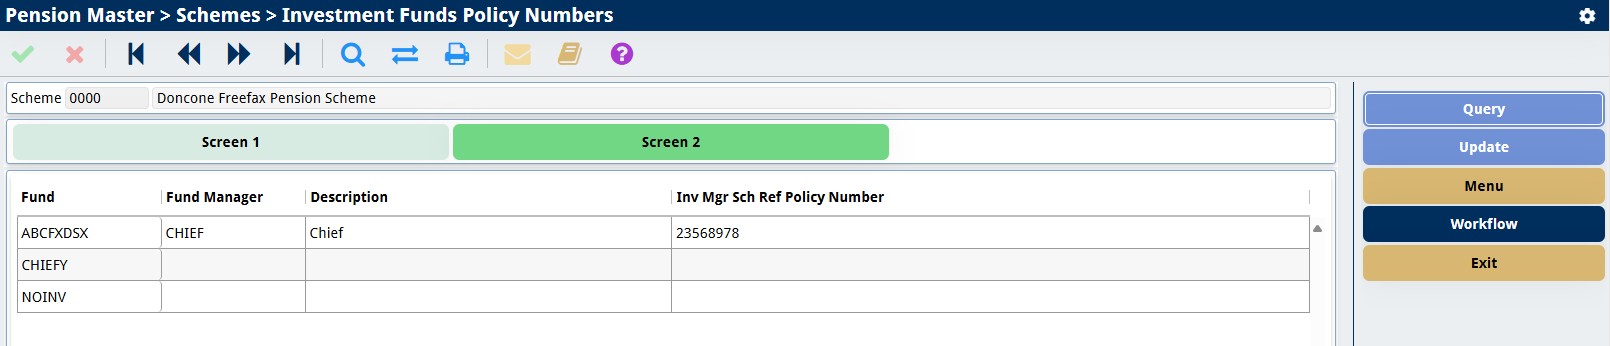 Pension Master > Schemes > Investment Funds Policy Numbers
?
Scheme 0000 Doncone Freefax Pension Scheme
Screen 1 Screen 2
Fund Fund Manager Description Inv Mgr Sch Ref Policy Number
ABCFXDSX CHIEF Chief 23568978
CHIEFY
NOINV
Query
Update
Menu
Workflow
Exit